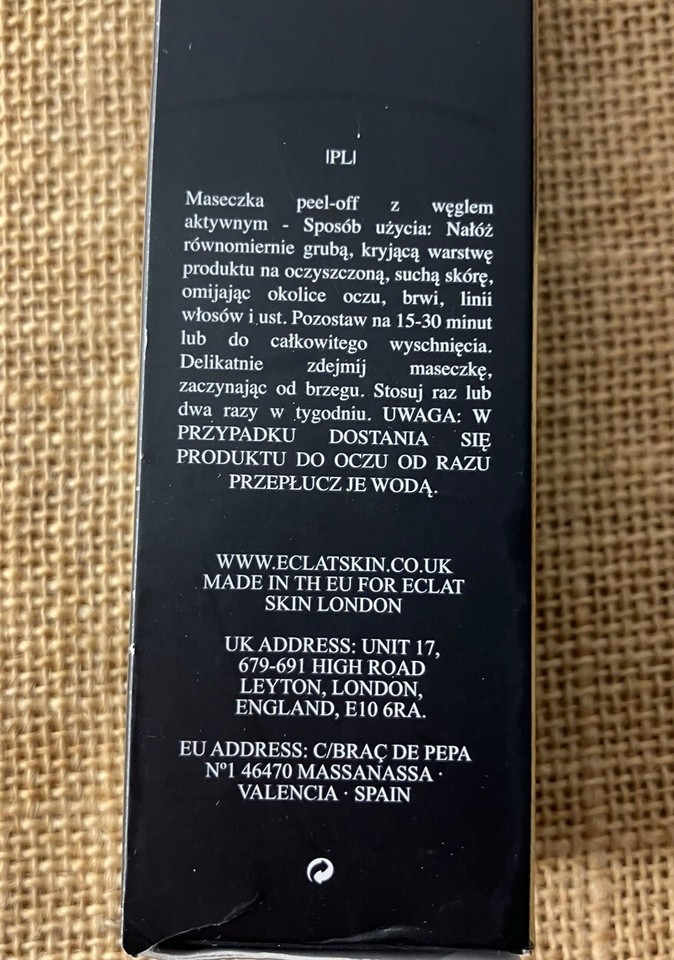 |PL|
Maseczka peel-off z węglem
aktywnym - Sposób użycia: Nałóż
równomiernie grubą, kryjącą warstwę
produktu na oczyszczoną, suchą skórę,
omijając okolice oczu, brwi, linii
włosów i ust. Pozostaw na 15-30 minut
lub do całkowitego wyschnięcia.
Delikatnie zdejmij maseczkę,
zaczynając od brzegu. Stosuj raz lub
dwa razy w tygodniu. UWAGA: W
PRZYPADKU DOSTANIA SIĘ
PRODUKTU DO OCZU OD RAZU
PRZEPŁUCZ JE WODĄ.
WWW.ECLATSKIN.CO.UK
MADE IN TH EU FOR ECLAT
SKIN LONDON
UK ADDRESS: UNIT 17,
679-691 HIGH ROAD
LEYTON, LONDON,
ENGLAND, E10 6RA.
EU ADDRESS: C/BRAÇ DE PEPA
Nº1 46470 MASSANASSA ·
VALENCIA · SPAIN